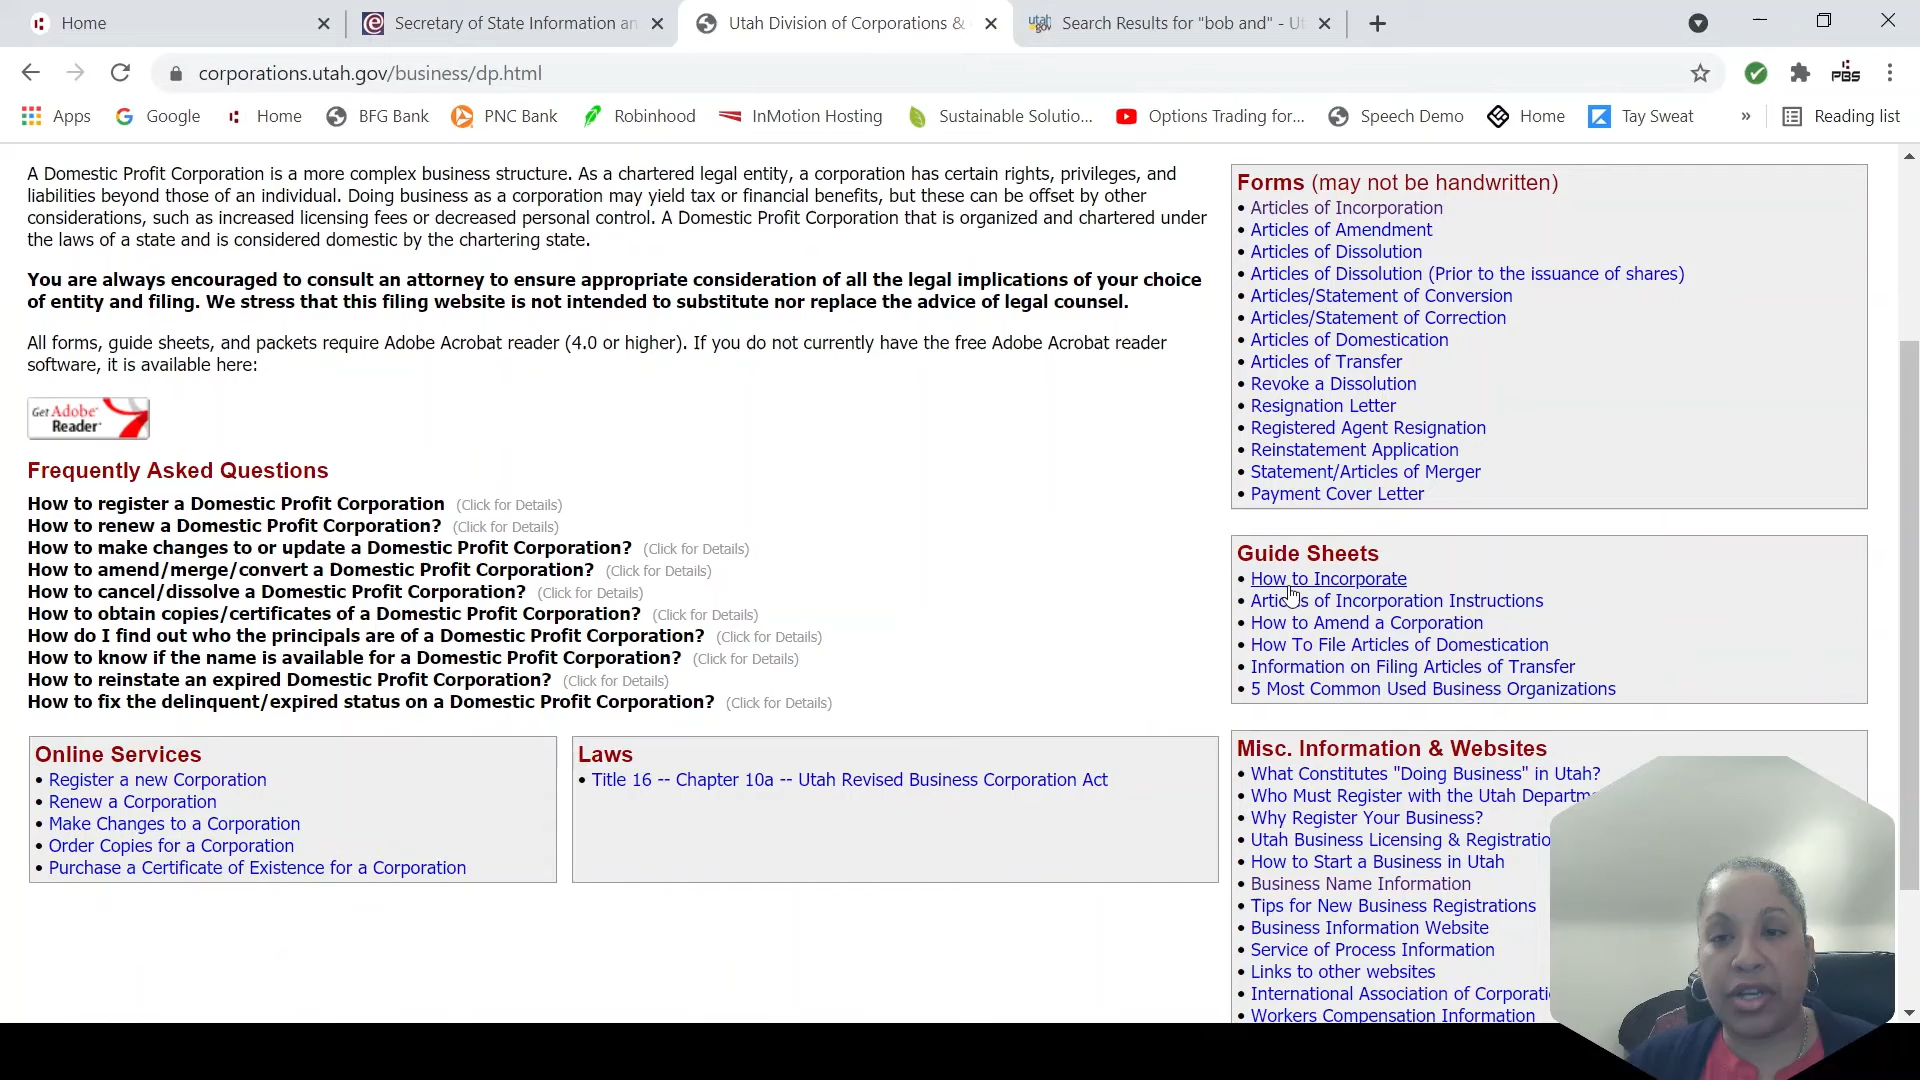 Home
Secretary of State Information an
Utah Division of Corporations &
Search Results for "bob and" - Ut
corporations.utah.gov/business/dp.html
PBS
Apps
Google
Home
BFG Bank
PNC Bank
Robinhood
InMotion Hosting
Sustainable Solutio...
Options Trading for...
Speech Demo
Home
Tay Sweat
»
Reading list
A Domestic Profit Corporation is a more complex business structure. As a chartered legal entity, a corporation has certain rights, privileges, and
liabilities beyond those of an individual. Doing business as a corporation may yield tax or financial benefits, but these can be offset by other
considerations, such as increased licensing fees or decreased personal control. A Domestic Profit Corporation that is organized and chartered under
the laws of a state and is considered domestic by the chartering state.
You are always encouraged to consult an attorney to ensure appropriate consideration of all the legal implications of your choice
of entity and filing. We stress that this filing website is not intended to substitute nor replace the advice of legal counsel.
All forms, guide sheets, and packets require Adobe Acrobat reader (4.0 or higher). If you do not currently have the free Adobe Acrobat reader
software, it is available here:
Get Adobe
Reader
Frequently Asked Questions
How to register a Domestic Profit Corporation (Click for Details)
How to renew a Domestic Profit Corporation? (Click for Details)
How to make changes to or update a Domestic Profit Corporation? (Click for Details)
How to amend/merge/convert a Domestic Profit Corporation? (Click for Details)
How to cancel/dissolve a Domestic Profit Corporation? (Click for Details)
How to obtain copies/certificates of a Domestic Profit Corporation? (Click for Details)
How do I find out who the principals are of a Domestic Profit Corporation? (Click for Details)
How to know if the name is available for a Domestic Profit Corporation? (Click for Details)
How to reinstate an expired Domestic Profit Corporation? (Click for Details)
How to fix the delinquent/expired status on a Domestic Profit Corporation? (Click for Details)
Online Services
• Register a new Corporation
• Renew a Corporation
• Make Changes to a Corporation
• Order Copies for a Corporation
• Purchase a Certificate of Existence for a Corporation
Laws
• Title 16 -- Chapter 10a -- Utah Revised Business Corporation Act
Forms (may not be handwritten)
• Articles of Incorporation
• Articles of Amendment
• Articles of Dissolution
• Articles of Dissolution (Prior to the issuance of shares)
• Articles/Statement of Conversion
• Articles/Statement of Correction
• Articles of Domestication
• Articles of Transfer
• Revoke a Dissolution
• Resignation Letter
• Registered Agent Resignation
• Reinstatement Application
• Statement/Articles of Merger
• Payment Cover Letter
Guide Sheets
• How to Incorporate
• Articles of Incorporation Instructions
• How to Amend a Corporation
• How To File Articles of Domestication
• Information on Filing Articles of Transfer
• 5 Most Common Used Business Organizations
Misc. Information & Websites
• What Constitutes "Doing Business" in Utah?
• Who Must Register with the Utah Departme
• Why Register Your Business?
• Utah Business Licensing & Registratio
• How to Start a Business in Utah
• Business Name Information
• Tips for New Business Registrations
• Business Information Website
• Service of Process Information
• Links to other websites
• International Association of Corporati
• Workers Compensation Information